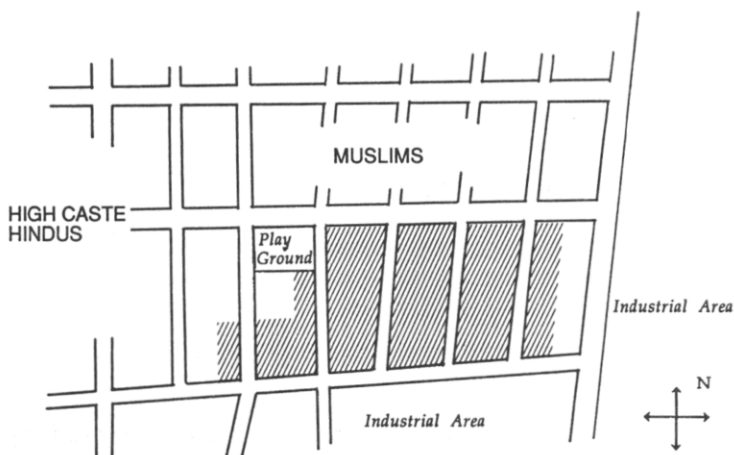 MUSLIMS
HIGH CASTE
HINDUS
Play
Ground
Industrial Area
N
Industrial Area